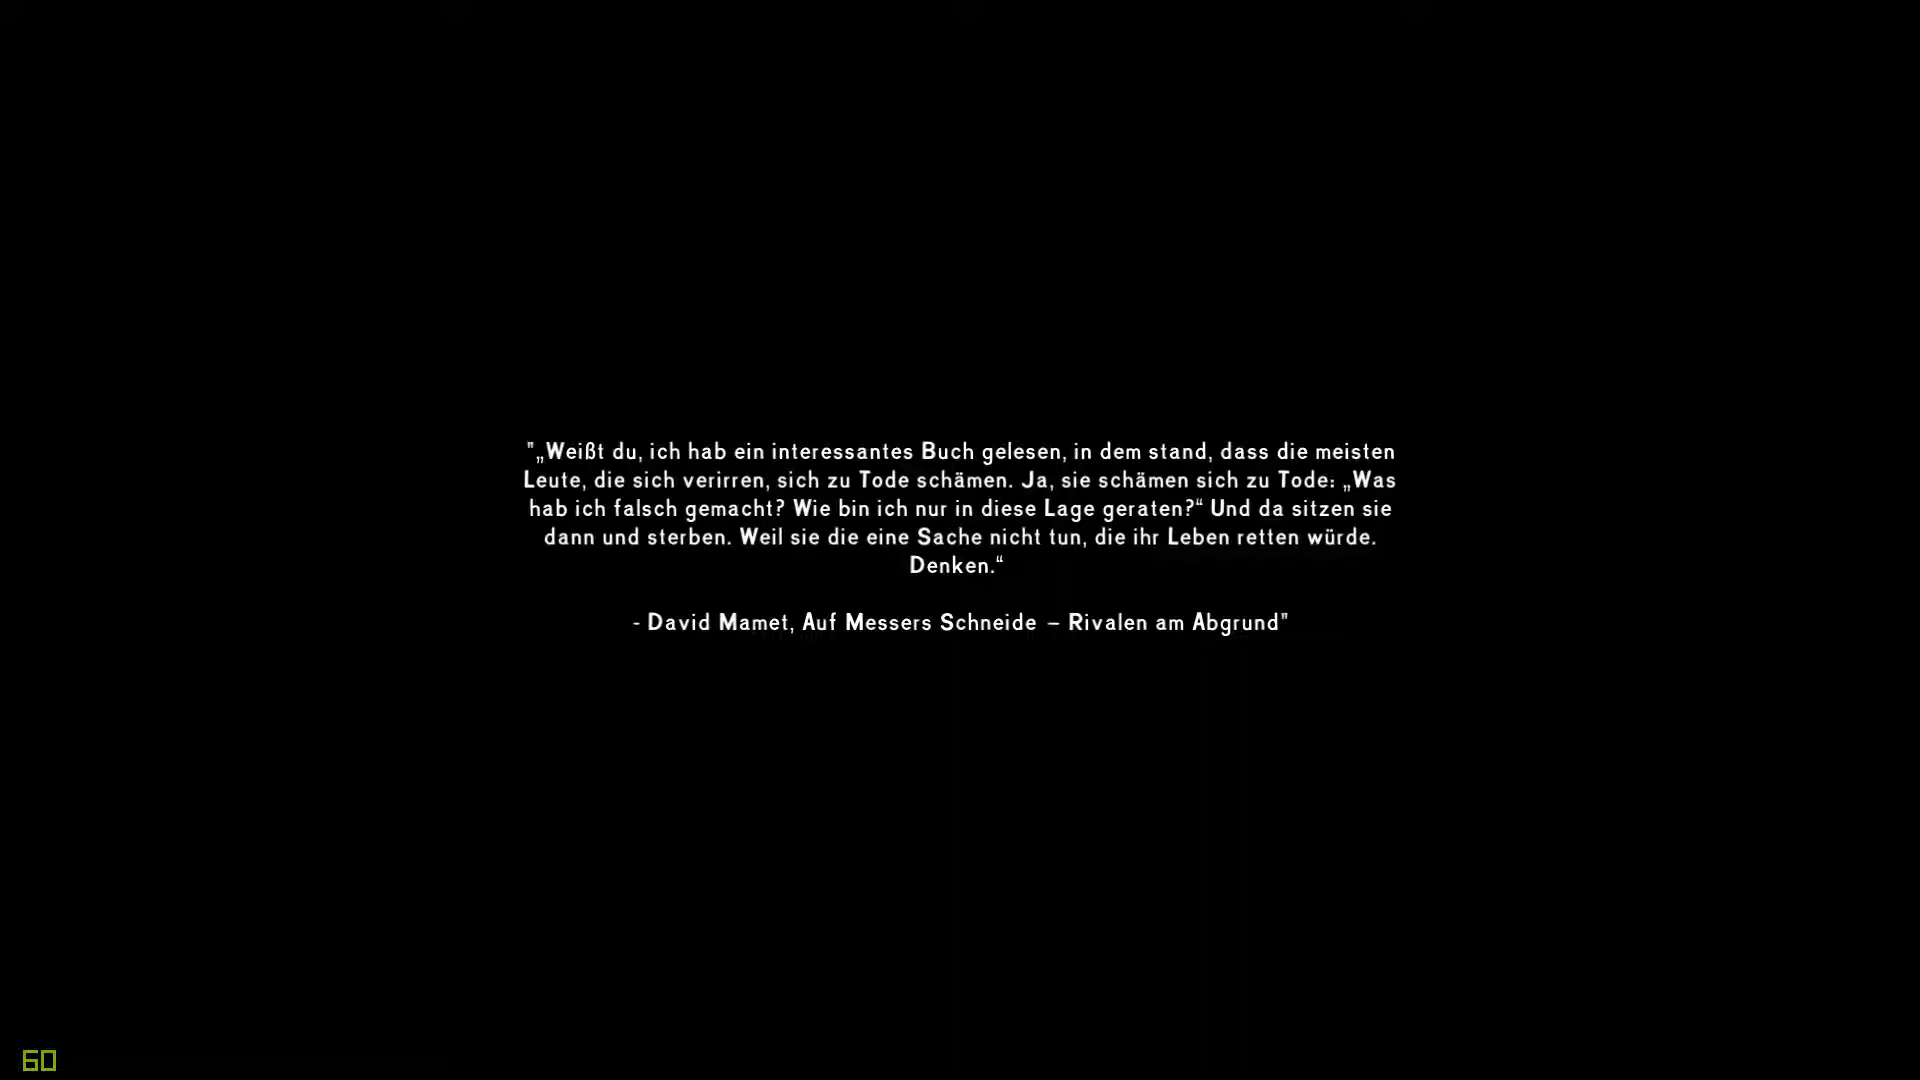 "„Weißt du, ich hab ein interessantes Buch gelesen, in dem stand, dass die meisten
Leute, die sich verirren, sich zu Tode schämen. Ja, sie schämen sich zu Tode: „Was
hab ich falsch gemacht? Wie bin ich nur in diese Lage geraten?“ Und da sitzen sie
dann und sterben. Weil sie die eine Sache nicht tun, die ihr Leben retten würde.
Denken.“
- David Mamet, Auf Messers Schneide – Rivalen am Abgrund"
60